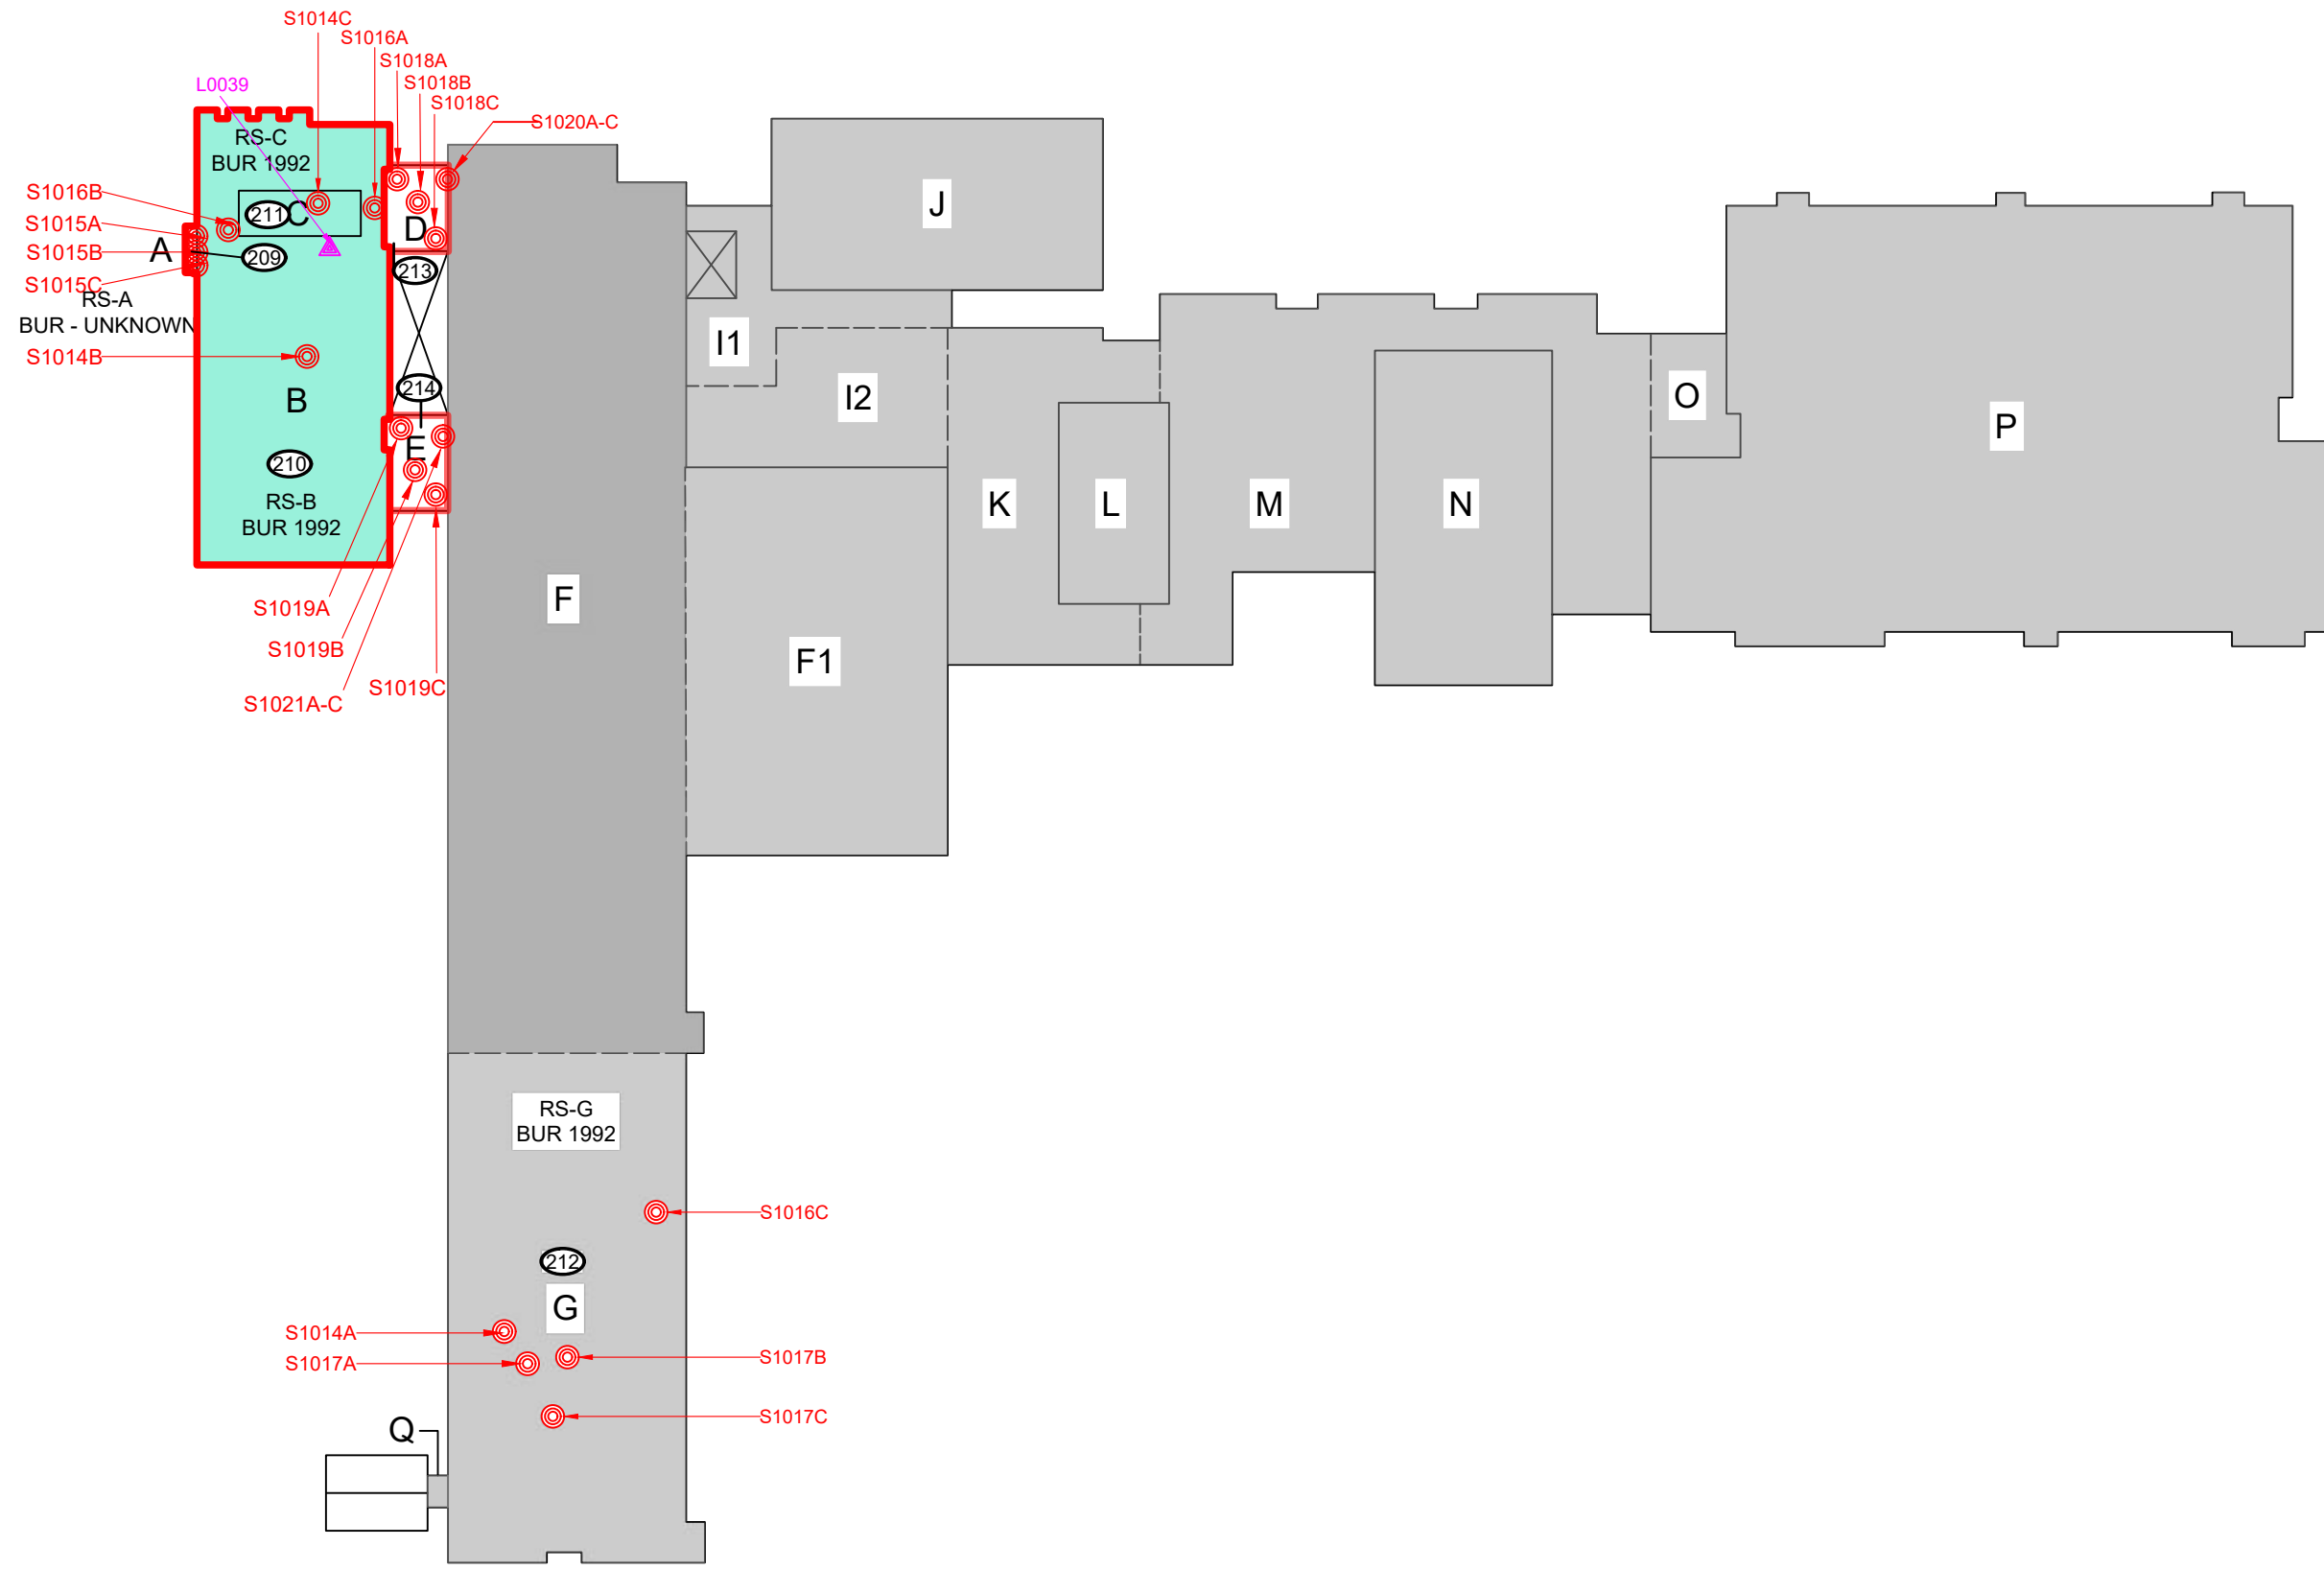 S1014C
S1016A
S1018A
S1018B
S1018C
L0039
S1020A-C
RS-C
BUR 1992
S1016B
S1015A
S1015B
S1015C
A
211
C
209
D
213
RS-A
BUR - UNKNOWN
S1014B
B
214
E
210
RS-B
BUR 1992
S1019A
S1019B
S1021A-C
S1019C
J
I1
I2
F
F1
K
L
M
N
O
P
RS-G
BUR 1992
S1016C
212
G
S1014A
S1017A
S1017B
S1017C
Q